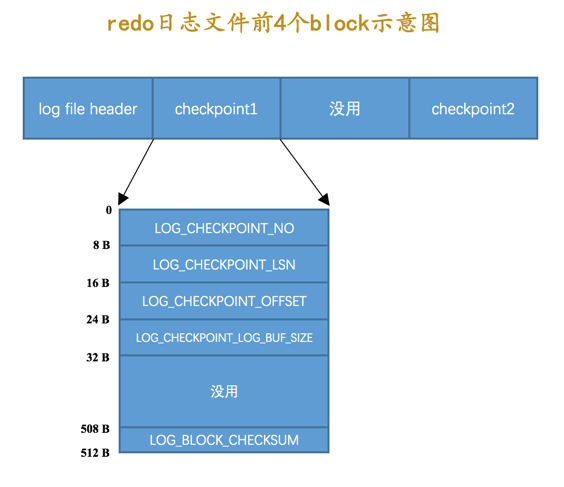 redo日志文件前4个block示意图
log file header
checkpoint1
没用
checkpoint2
0
LOG_CHECKPOINT_NO
8 B
LOG_CHECKPOINT_LSN
16 B
LOG_CHECKPOINT_OFFSET
24 B
LOG_CHECKPOINT_LOG_BUF_SIZE
32 B
没用
508 B
LOG_BLOCK_CHECKSUM
512 B